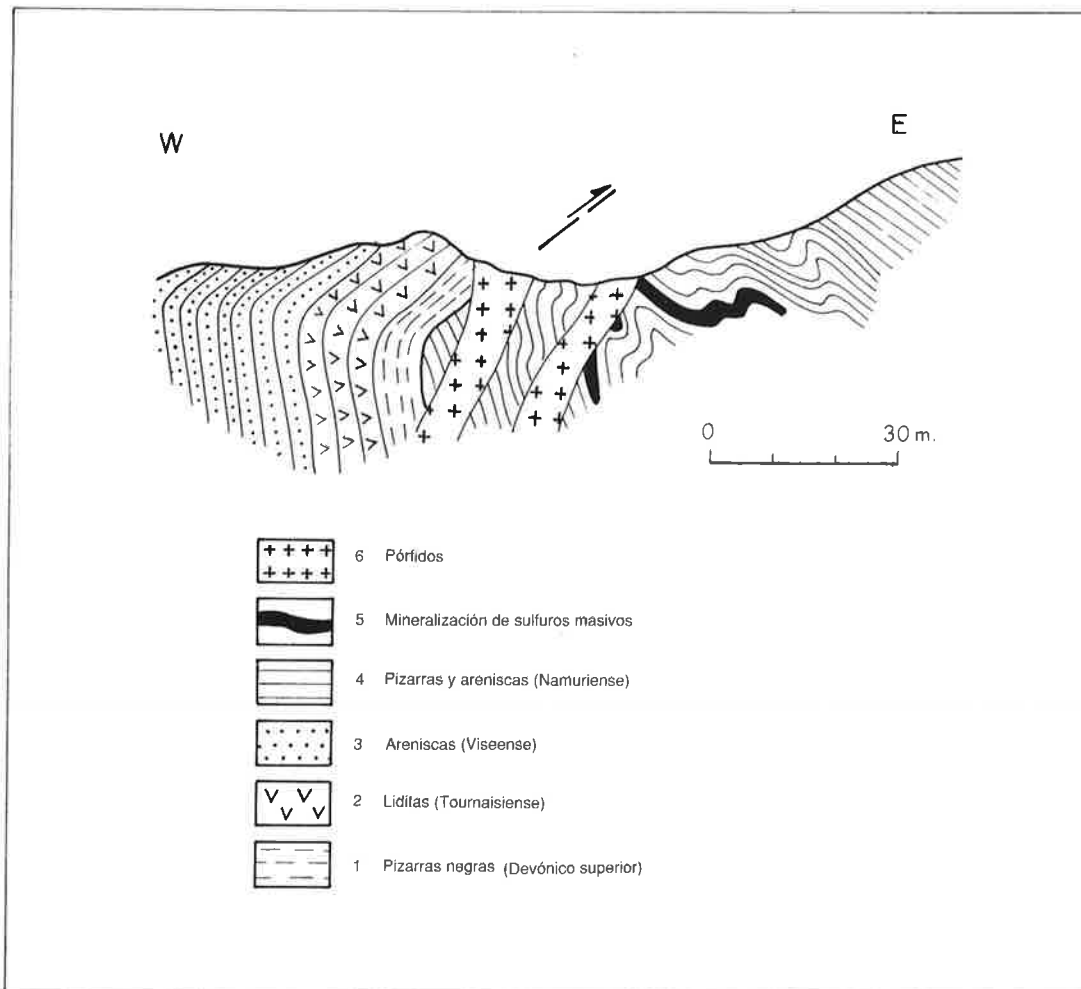 W
E
0 30 m.
6 Pórfidos
5 Mineralización de sulfuros masivos
4 Pizarras y areniscas (Namuriense)
3 Areniscas (Viseense)
2 Liditas (Tournaisiense)
1 Pizarras negras (Devónico superior)